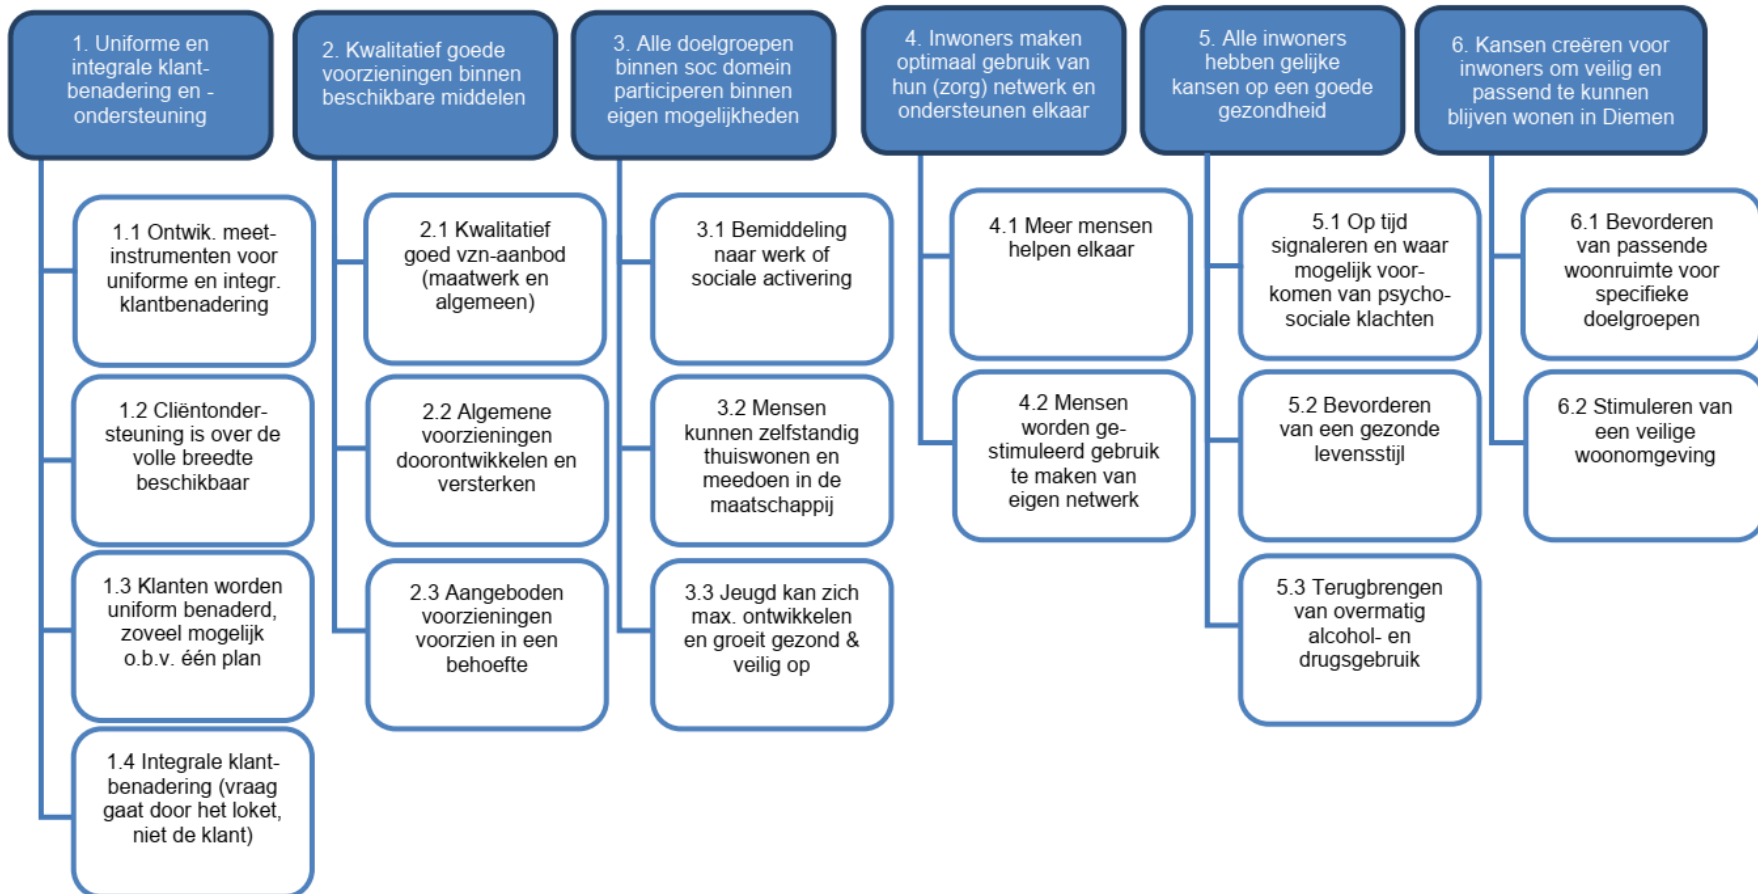 1. Uniforme en
integrale klant-
benadering en -
ondersteuning
1.1 Ontwik. meet-
instrumenten voor
uniforme en integr.
klantbenadering
1.2 Cliëntonder-
steuning is over de
volle breedte
beschikbaar
1.3 Klanten worden
uniform benaderd,
zoveel mogelijk
o.b.v. één plan
1.4 Integrale klant-
benadering (vraag
gaat door het loket,
niet de klant)
2. Kwalitatief goede
voorzieningen binnen
beschikbare middelen
2.1 Kwalitatief
goed vzn-aanbod
(maatwerk en
algemeen)
2.2 Algemene
voorzieningen
doorontwikkelen en
versterken
2.3 Aangeboden
voorzieningen
voorzien in een
behoefte
3. Alle doelgroepen
binnen soc domein
participeren binnen
eigen mogelijkheden
3.1 Bemiddeling
naar werk of
sociale activering
3.2 Mensen
kunnen zelfstandig
thuiswonen en
meedoen in de
maatschappij
3.3 Jeugd kan zich
max. ontwikkelen
en groeit gezond &
veilig op
4. Inwoners maken
optimaal gebruik van
hun (zorg) netwerk en
ondersteunen elkaar
4.1 Meer mensen
helpen elkaar
4.2 Mensen
worden ge-
stimuleerd gebruik
te maken van
eigen netwerk
5. Alle inwoners
hebben gelijke
kansen op een goede
gezondheid
5.1 Op tijd
signaleren en waar
mogelijk voor-
komen van psycho-
sociale klachten
5.2 Bevorderen
van een gezonde
levensstijl
5.3 Terugbrengen
van overmatig
alcohol- en
drugsgebruik
6. Kansen creëren voor
inwoners om veilig en
passend te kunnen
blijven wonen in Diemen
6.1 Bevorderen
van passende
woonruimte voor
specifieke
doelgroepen
6.2 Stimuleren van
een veilige
woonomgeving